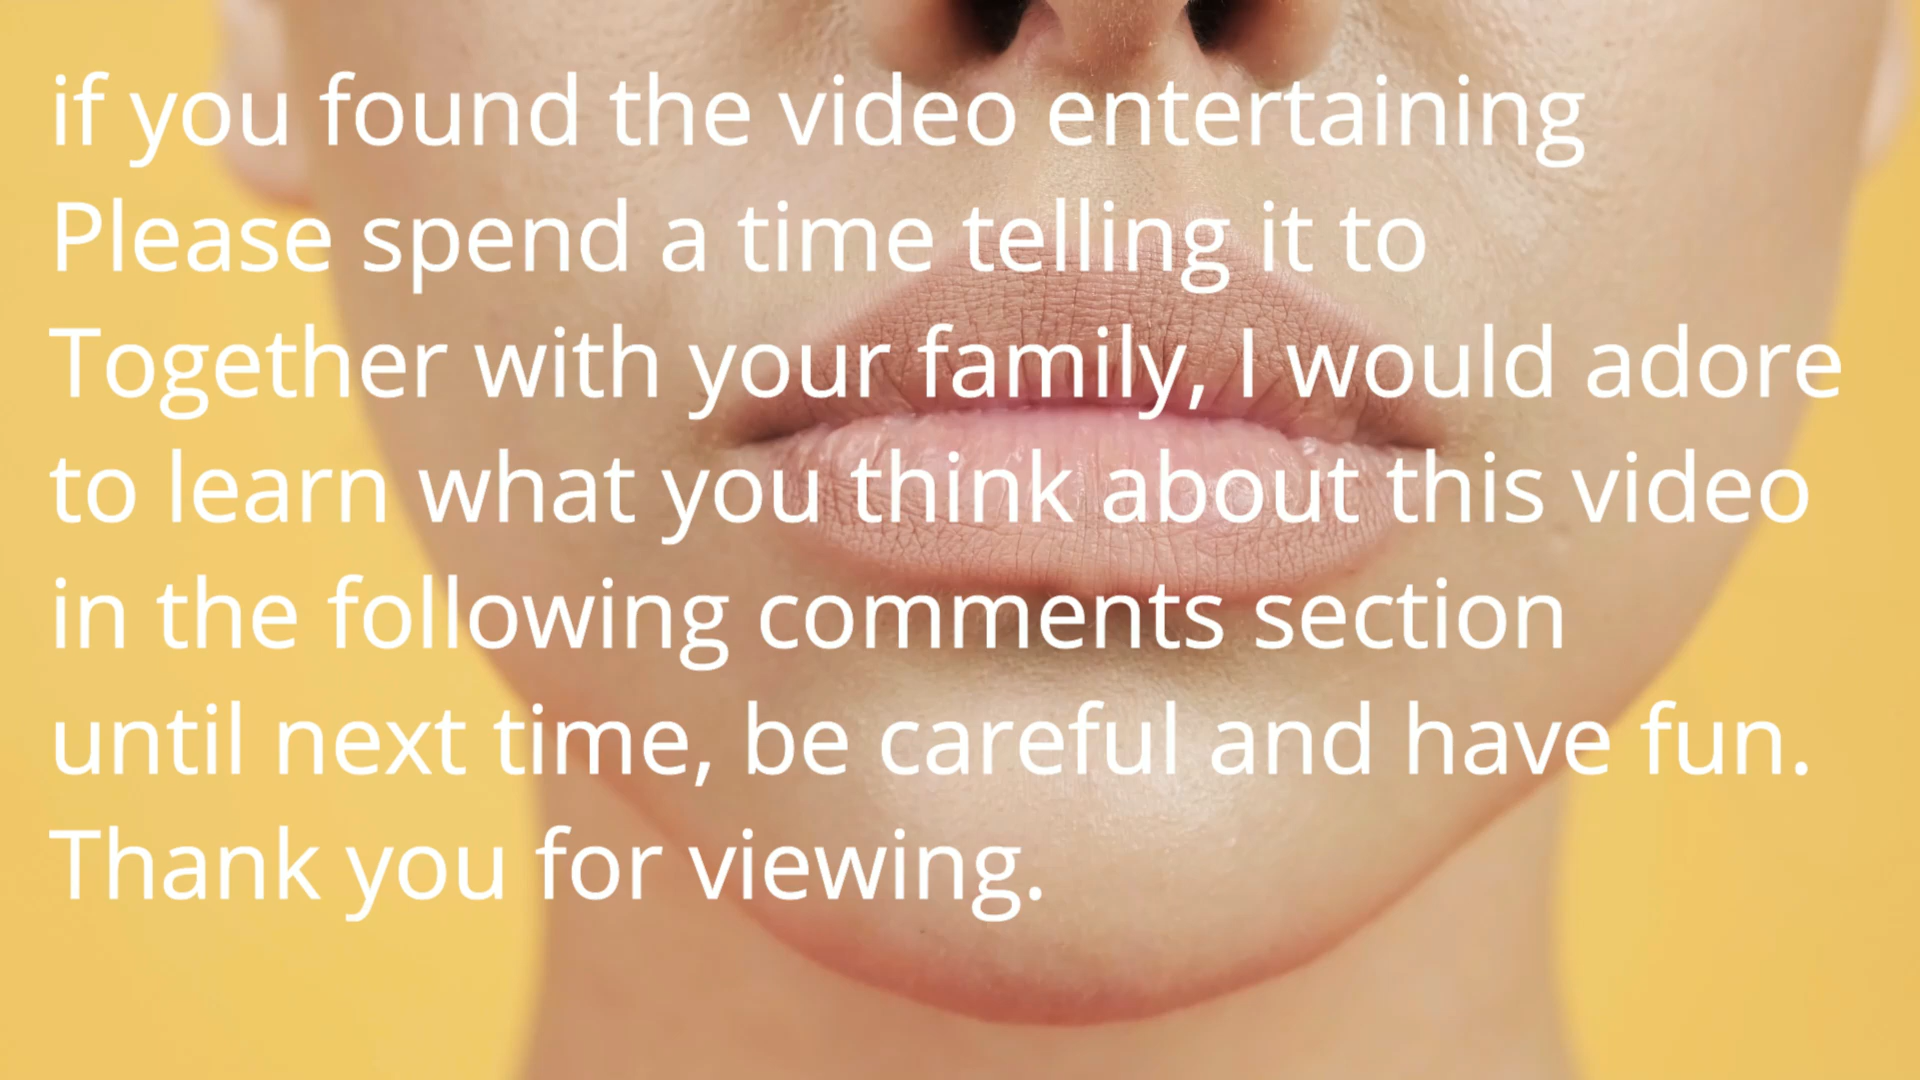 if you found the video entertaining
Please spend a time telling it to
Together with your family, I would adore
to learn what you think about this video
in the following comments section
until next time, be careful and have fun.
Thank you for viewing.